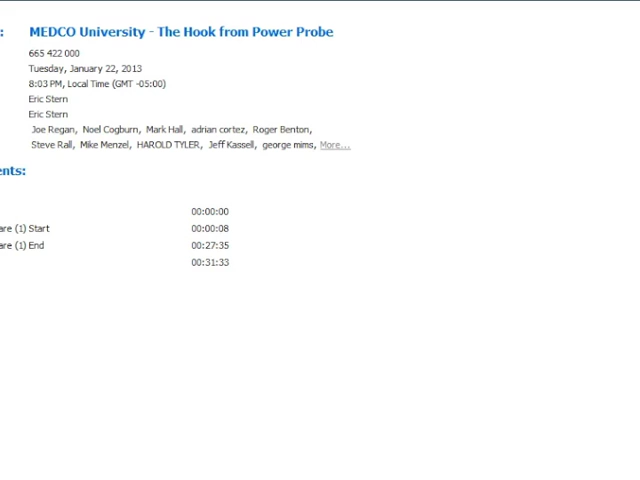 : MEDCO University - The Hook from Power Probe
665 422 000
Tuesday, January 22, 2013
8:03 PM, Local Time (GMT -05:00)
Eric Stern
Eric Stern
Joe Regan, Noel Cogburn, Mark Hall, adrian cortez, Roger Benton,
Steve Rall, Mike Menzel, HAROLD TYLER, Jeff Kassell, george mims, More...
ents:
00:00:00
are (1) Start 00:00:08
are (1) End 00:27:35
00:31:33